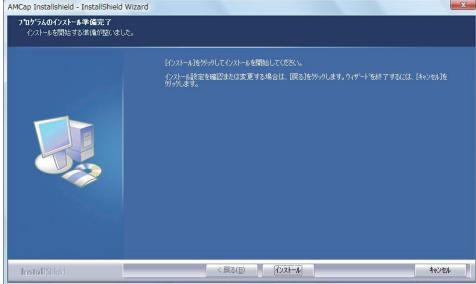 AMCap Installshield - InstallShield Wizard
プログラムのインストール準備完了
インストールを開始する準備が整いました。
[インストール]をクリックしてインストールを開始してください。
インストール設定を確認または変更する場合は、[戻る]をクリックします。ウィザードを終了するには、[キャンセル]を
クリックします。
InstallShield
< 戻る(B) インストール キャンセル